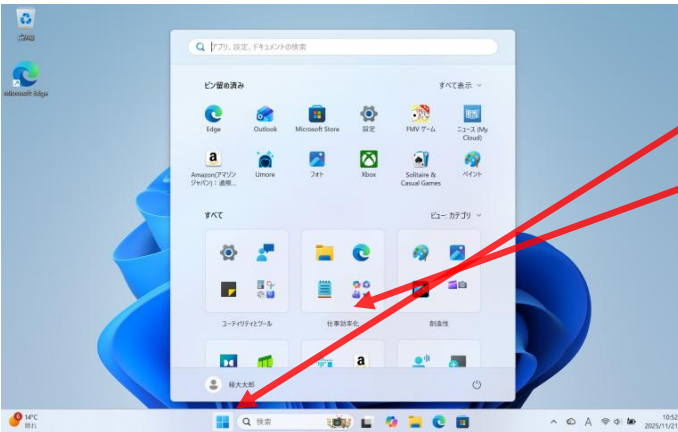 ごみ箱
Microsoft Edge
アプリ、設定、ドキュメントの検索
ピン留め済み
すべて表示
Edge
Outlook
Microsoft Store
設定
FMV ゲーム
ニュース (My Cloud)
Amazon(アマゾンジャパン)：通販...
Umore
フォト
Xbox
Solitaire & Casual Games
ペイント
すべて
ビュー: カテゴリ
ユーティリティとツール
仕事効率化
創造性
経大太郎
14°C
晴れ
検索
A
10:52
2025/11/21